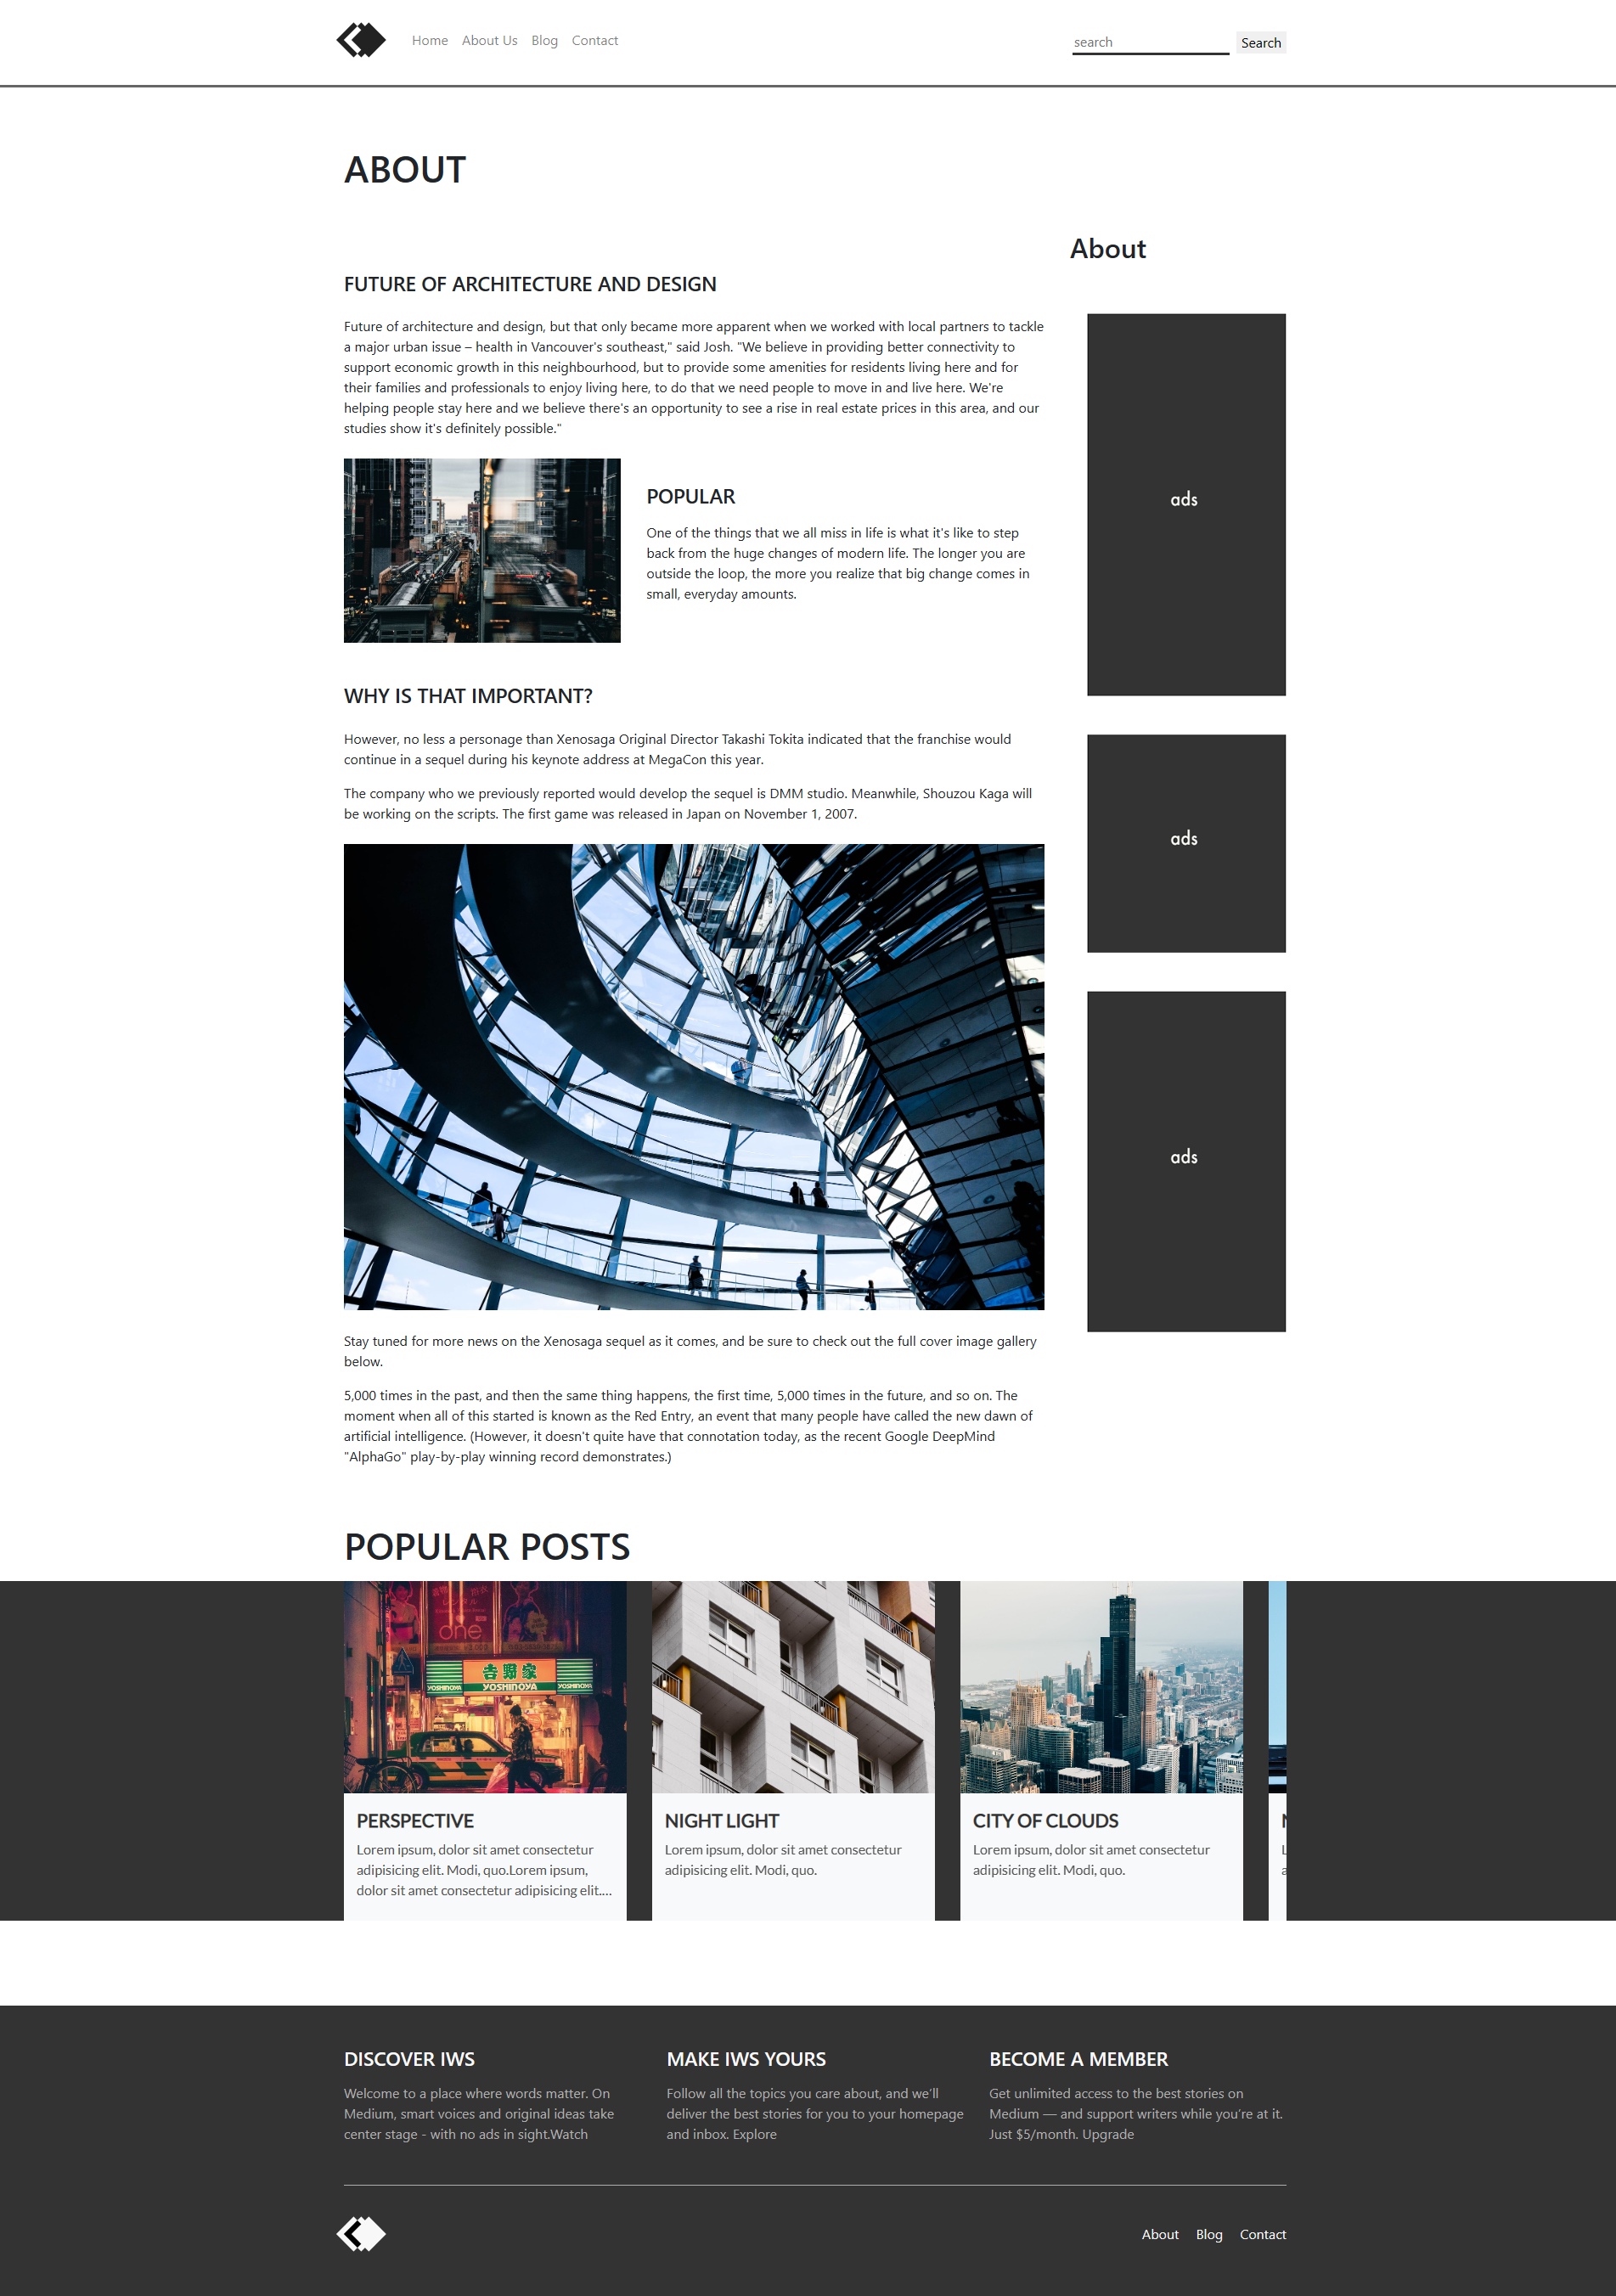 Home About Us Blog Contact
search Search
ABOUT
About
FUTURE OF ARCHITECTURE AND DESIGN
Future of architecture and design, but that only became more apparent when we worked with local partners to tackle
a major urban issue – health in Vancouver's southeast," said Josh. "We believe in providing better connectivity to
support economic growth in this neighbourhood, but to provide some amenities for residents living here and for
their families and professionals to enjoy living here, to do that we need people to move in and live here. We're
helping people stay here and we believe there's an opportunity to see a rise in real estate prices in this area, and our
studies show it's definitely possible."
POPULAR
One of the things that we all miss in life is what it's like to step
back from the huge changes of modern life. The longer you are
outside the loop, the more you realize that big change comes in
small, everyday amounts.
ads
WHY IS THAT IMPORTANT?
However, no less a personage than Xenosaga Original Director Takashi Tokita indicated that the franchise would
continue in a sequel during his keynote address at MegaCon this year.
The company who we previously reported would develop the sequel is DMM studio. Meanwhile, Shouzou Kaga will
be working on the scripts. The first game was released in Japan on November 1, 2007.
ads
ads
Stay tuned for more news on the Xenosaga sequel as it comes, and be sure to check out the full cover image gallery
below.
5,000 times in the past, and then the same thing happens, the first time, 5,000 times in the future, and so on. The
moment when all of this started is known as the Red Entry, an event that many people have called the new dawn of
artificial intelligence. (However, it doesn't quite have that connotation today, as the recent Google DeepMind
"AlphaGo" play-by-play winning record demonstrates.)
POPULAR POSTS
one
吉野家
YOSHINOYA YOSHINOYA YOSHINOYA
PERSPECTIVE
Lorem ipsum, dolor sit amet consectetur
adipisicing elit. Modi, quo.Lorem ipsum,
dolor sit amet consectetur adipisicing elit....
NIGHT LIGHT
Lorem ipsum, dolor sit amet consectetur
adipisicing elit. Modi, quo.
CITY OF CLOUDS
Lorem ipsum, dolor sit amet consectetur
adipisicing elit. Modi, quo.
DISCOVER IWS
Welcome to a place where words matter. On
Medium, smart voices and original ideas take
center stage - with no ads in sight.Watch
MAKE IWS YOURS
Follow all the topics you care about, and we'll
deliver the best stories for you to your homepage
and inbox. Explore
BECOME A MEMBER
Get unlimited access to the best stories on
Medium — and support writers while you're at it.
Just $5/month. Upgrade
About Blog Contact